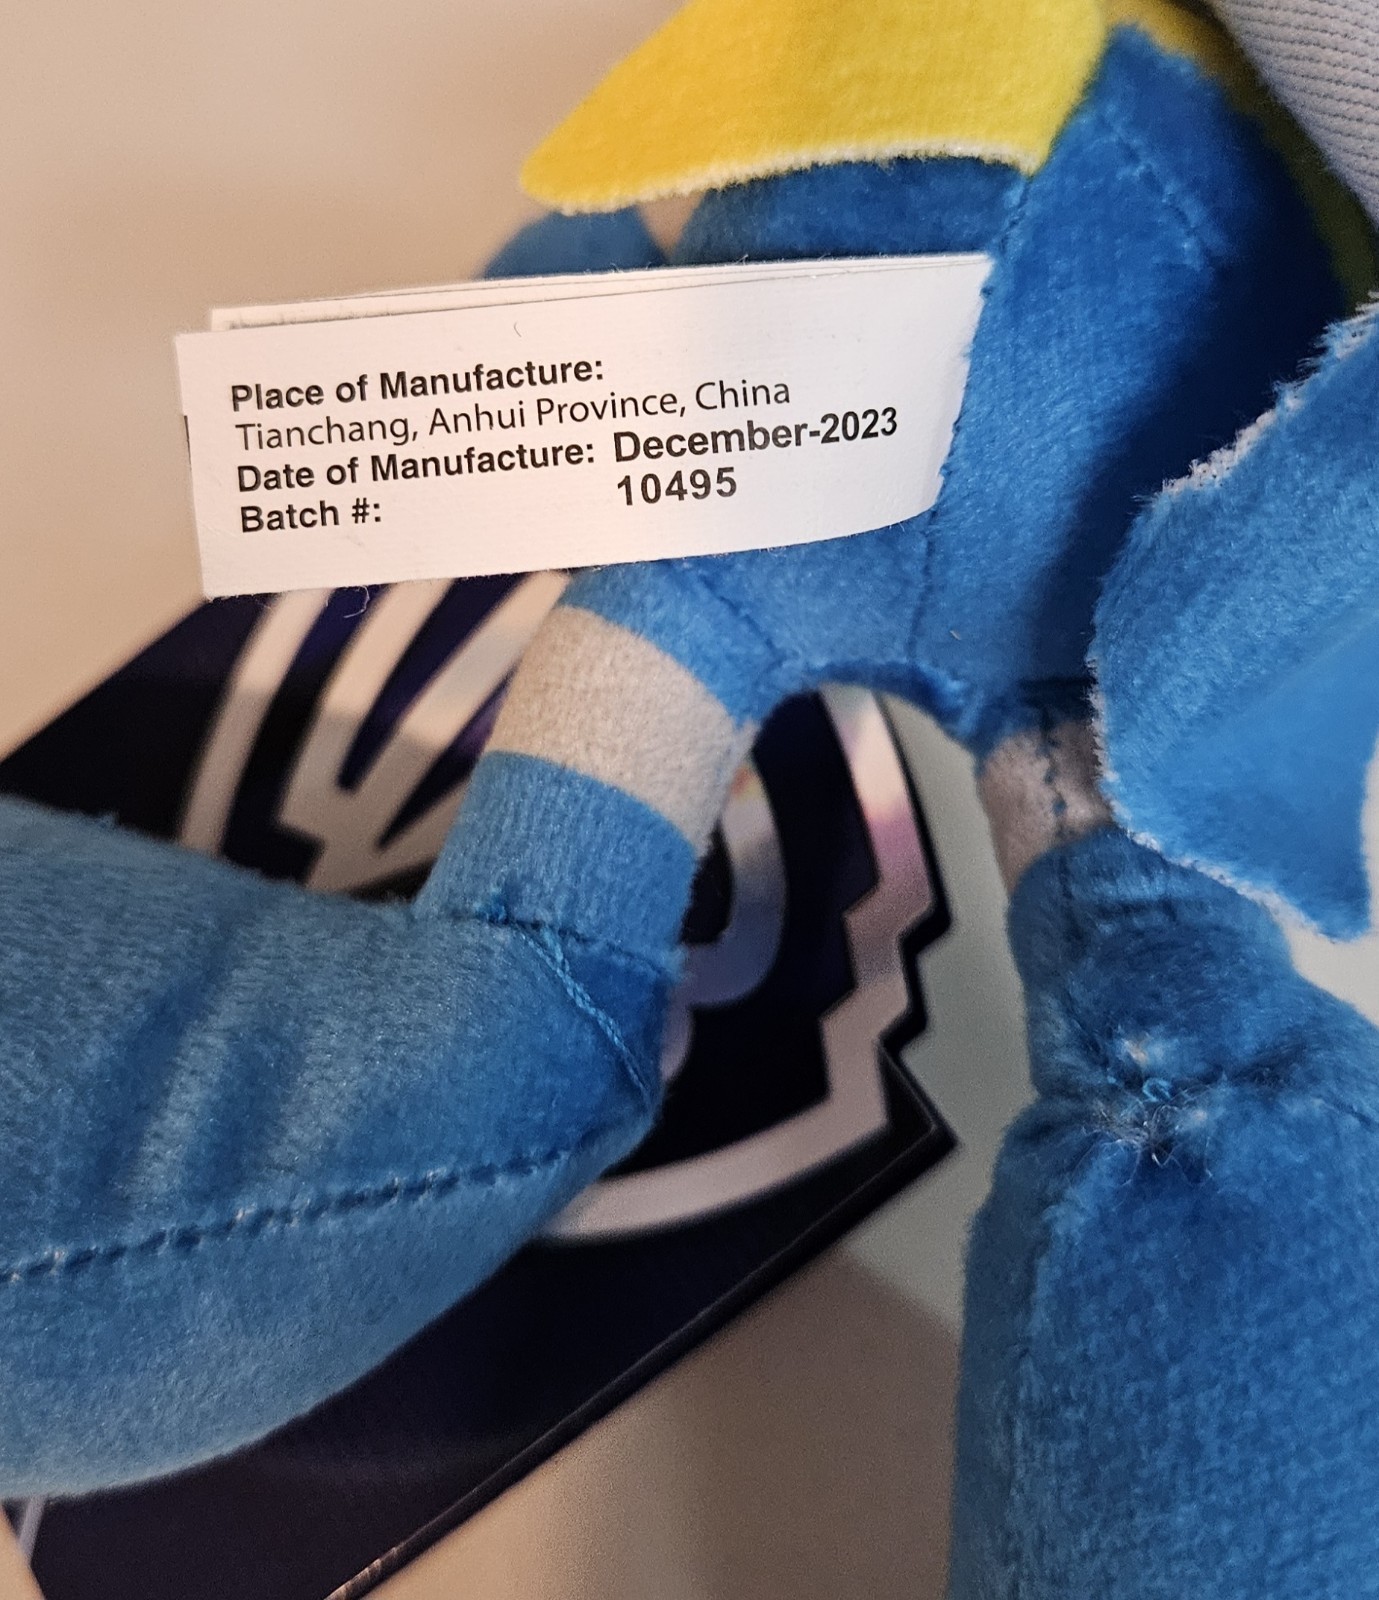 Place of Manufacture:
Tianchang, Anhui Province, China
Date of Manufacture: December-2023
Batch #: 10495